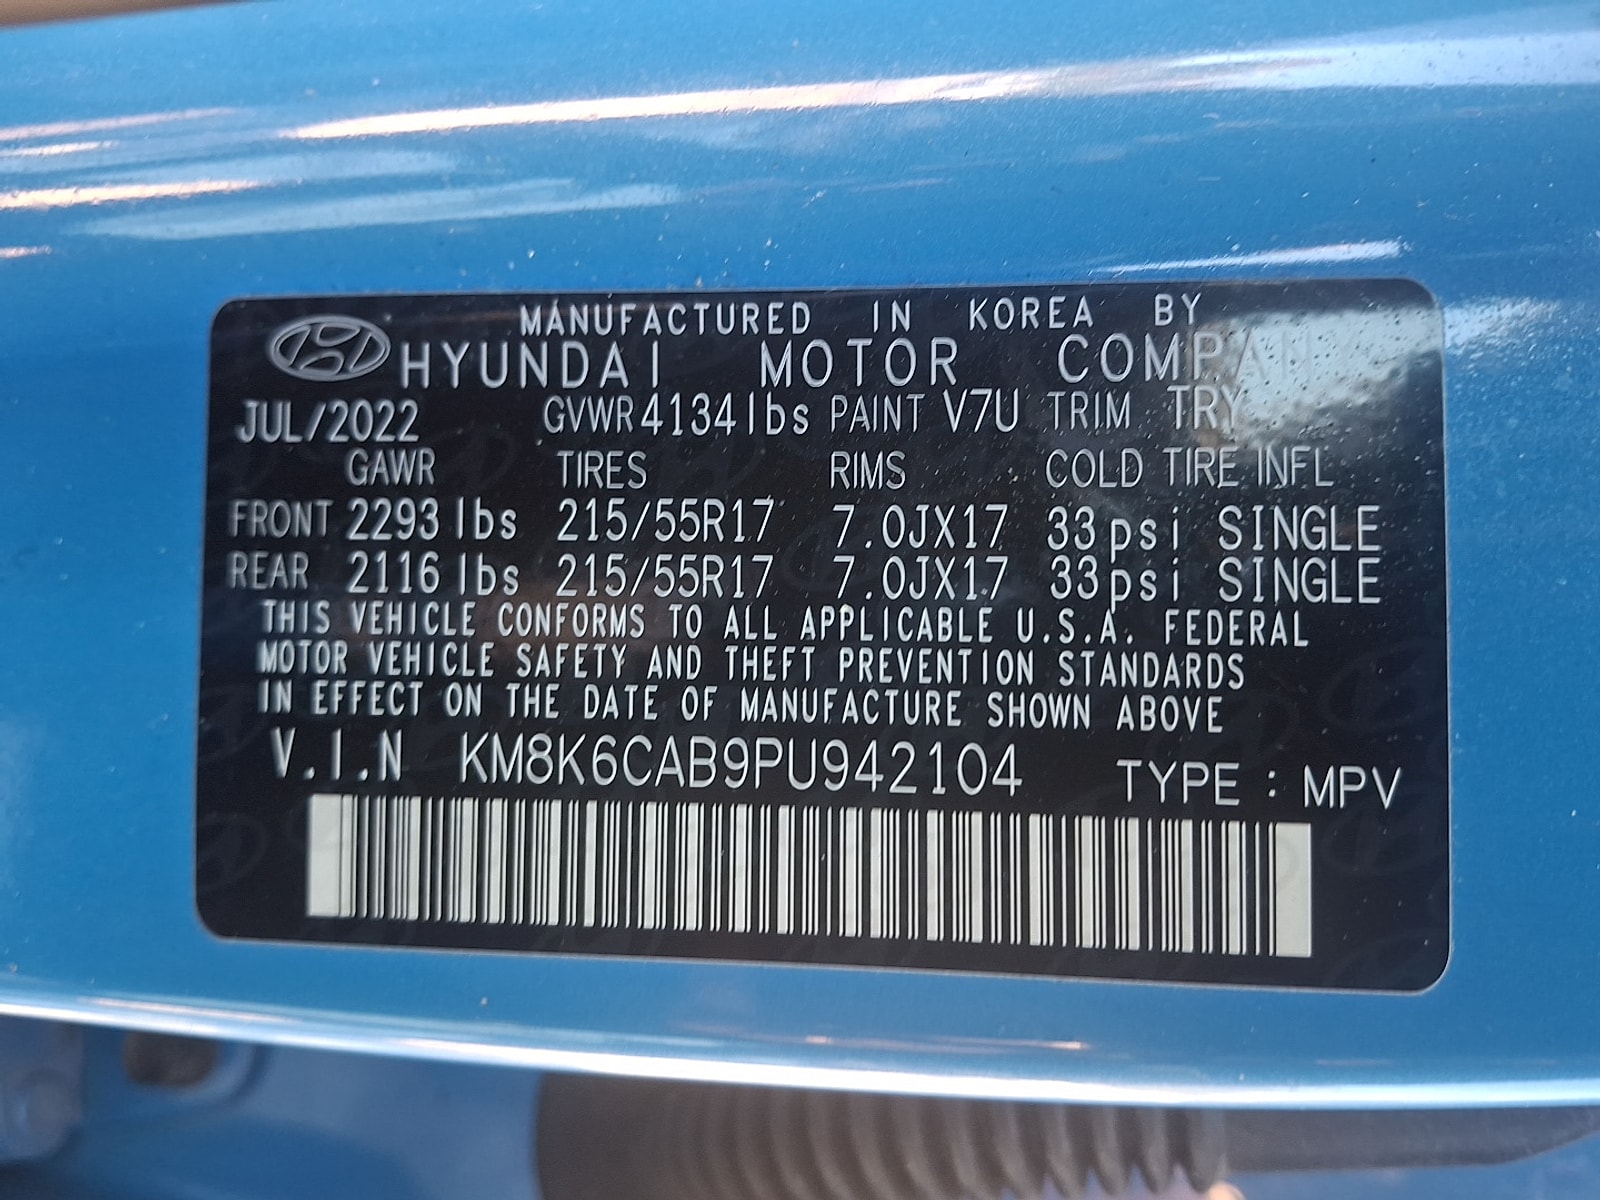 MANUFACTURED IN KOREA BY
HYUNDAI MOTOR COMPAN
JUL/2022 GVWR 4134 lbs PAINT V7U TRIM TRY
GAWR TIRES RIMS COLD TIRE INFL
FRONT 2293 lbs 215/55R17 7.0JX17 33 psi SINGLE
REAR 2116 lbs 215/55R17 7.0JX17 33 psi SINGLE
THIS VEHICLE CONFORMS TO ALL APPLICABLE U.S.A. FEDERAL
MOTOR VEHICLE SAFETY AND THEFT PREVENTION STANDARDS
IN EFFECT ON THE DATE OF MANUFACTURE SHOWN ABOVE
V.I.N KM8K6CAB9PU942104 TYPE : MPV